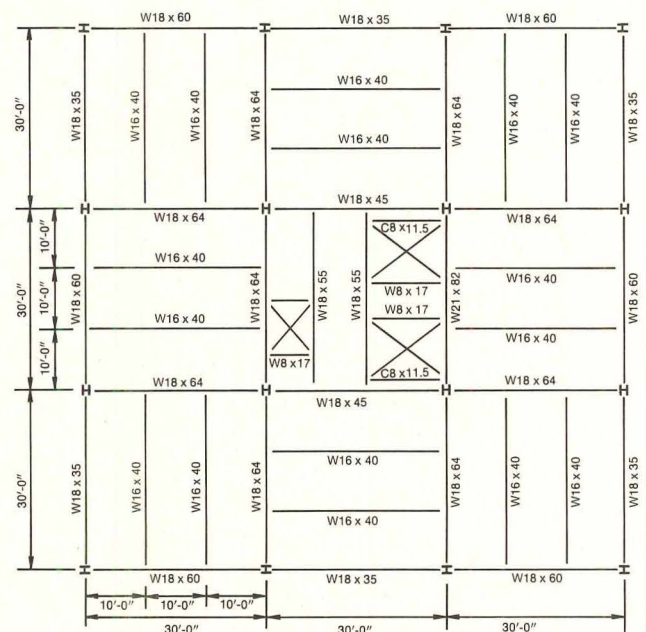 W18 x 60
W18 x 35
W18 x 60
30'-0"
W18 x 35
W16 x 40
W16 x 40
W18 x 64
W16 x 40
W16 x 40
W18 x 64
W16 x 40
W16 x 40
W18 x 35
W18 x 64
W18 x 45
W18 x 64
30'-0"
10'-0"
10'-0"
10'-0"
W18 x 60
W16 x 40
W16 x 40
W18 x 64
W8 x 17
W18 x 55
W18 x 55
C8 x 11.5
W8 x 17
W8 x 17
C8 x 11.5
W21 x 82
W16 x 40
W16 x 40
W18 x 60
W18 x 64
W18 x 45
W18 x 64
30'-0"
W18 x 35
W16 x 40
W16 x 40
W18 x 64
W16 x 40
W16 x 40
W18 x 64
W16 x 40
W16 x 40
W18 x 35
W18 x 60
W18 x 35
W18 x 60
10'-0"
10'-0"
10'-0"
30'-0"
30'-0"
30'-0"